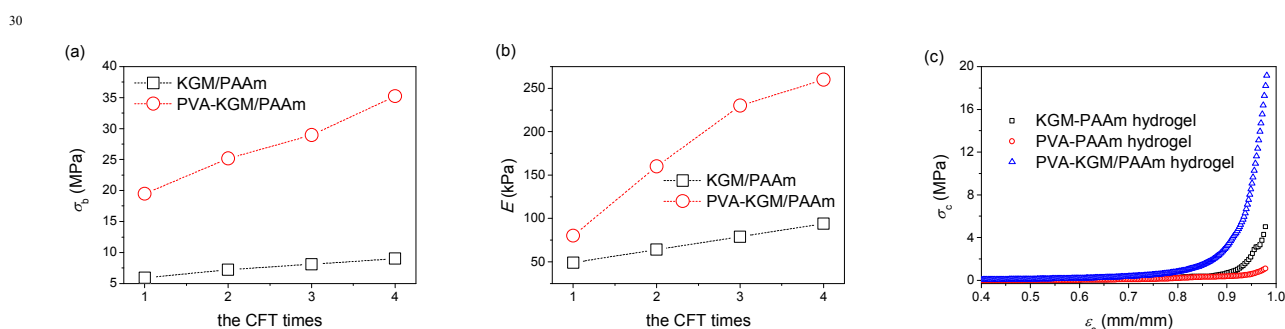 30
(a)
40
35
30
25
20
15
10
5
σb (MPa)
KGM/PAAm
PVA-KGM/PAAm
1 2 3 4
the CFT times
(b)
250
200
150
100
50
E (kPa)
KGM/PAAm
PVA-KGM/PAAm
1 2 3 4
the CFT times
(c)
20
16
12
8
4
0
σc (MPa)
KGM-PAAm hydrogel
PVA-PAAm hydrogel
PVA-KGM/PAAm hydrogel
0.4 0.5 0.6 0.7 0.8 0.9 1.0
εc (mm/mm)